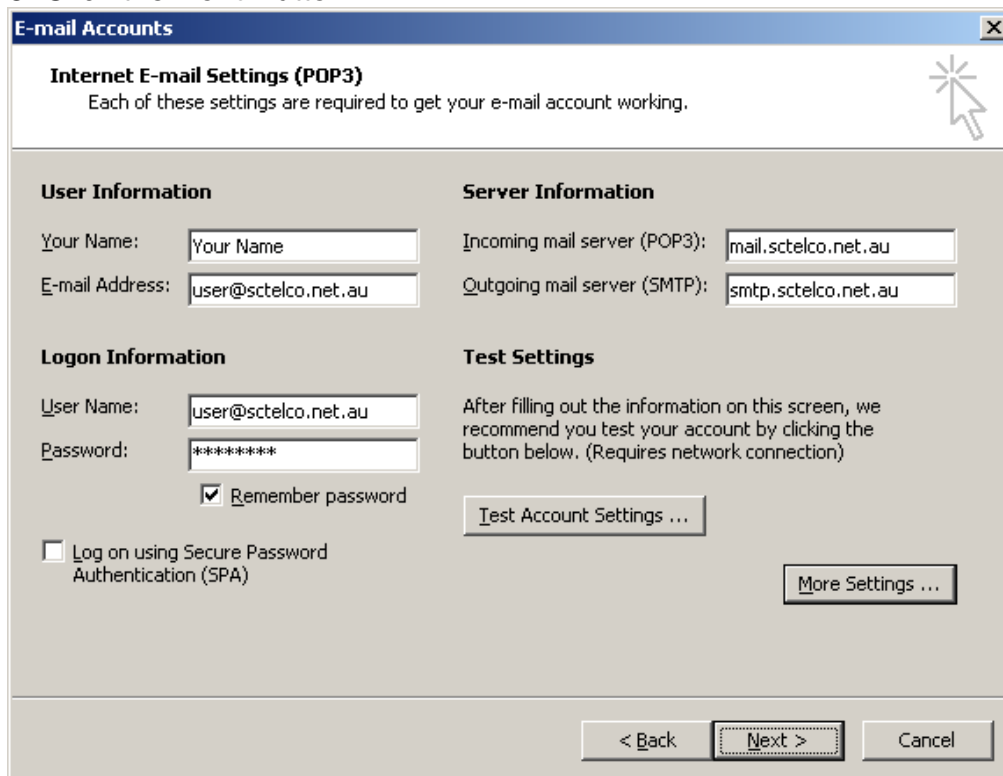 E-mail Accounts
Internet E-mail Settings (POP3)
Each of these settings are required to get your e-mail account working.
User Information
Your Name: Your Name
E-mail Address: user@sctelco.net.au
Server Information
Incoming mail server (POP3): mail.sctelco.net.au
Outgoing mail server (SMTP): smtp.sctelco.net.au
Logon Information
User Name: user@sctelco.net.au
Password: ********
Remember password
Log on using Secure Password
Authentication (SPA)
Test Settings
After filling out the information on this screen, we
recommend you test your account by clicking the
button below. (Requires network connection)
Test Account Settings ...
More Settings ...
< Back Next > Cancel